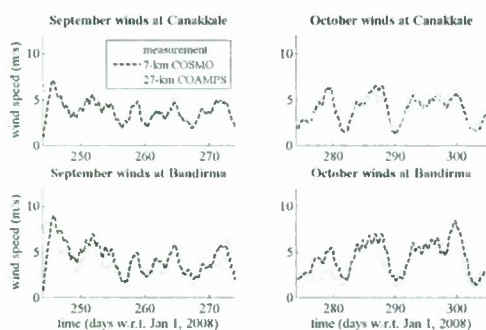 September winds at Canakkale
October winds at Canakkale
measurement
7-km COSMO
27-km COAMPS
wind speed (m/s)
10
5
0
250
260
270
10
5
0
280
290
300
September winds at Bandirma
October winds at Bandirma
wind speed (m/s)
10
5
0
250
260
270
10
5
0
280
290
300
time (days w.r.t. Jan 1, 2008)
time (days w.r.t. Jan 1, 2008)